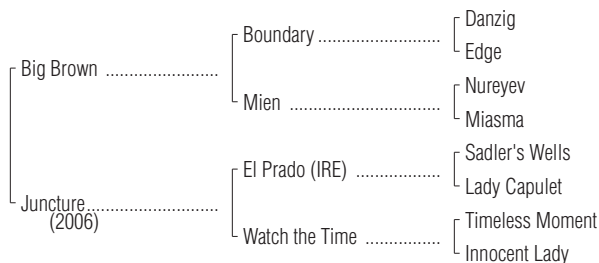 Danzig
Boundary ..........................
Edge
Big Brown ........................
Nureyev
Mien ................................
Miasma
Sadler's Wells
El Prado (IRE) ..................
Lady Capulet
Juncture............................
(2006)
Timeless Moment
Watch the Time ................
Innocent Lady